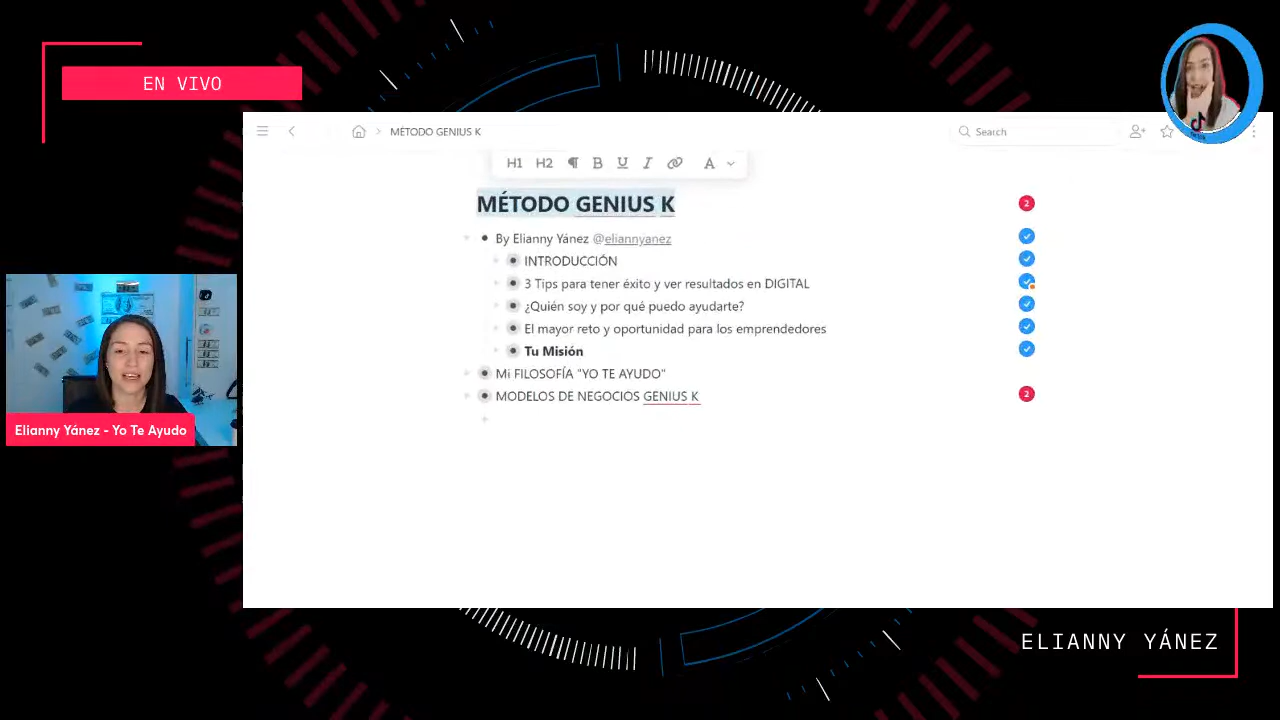 EN VIVO
MÉTODO GENIUS K
Search
H1 H2 ¶ B U I A
MÉTODO GENIUS K
2
By Elianny Yánez @eliannyanez
INTRODUCCIÓN
3 Tips para tener éxito y ver resultados en DIGITAL
¿Quién soy y por qué puedo ayudarte?
El mayor reto y oportunidad para los emprendedores
Tu Misión
Mi FILOSOFÍA "YO TE AYUDO"
MODELOS DE NEGOCIOS GENIUS K
2
Elianny Yánez - Yo Te Ayudo
ELIANNY YÁNEZ